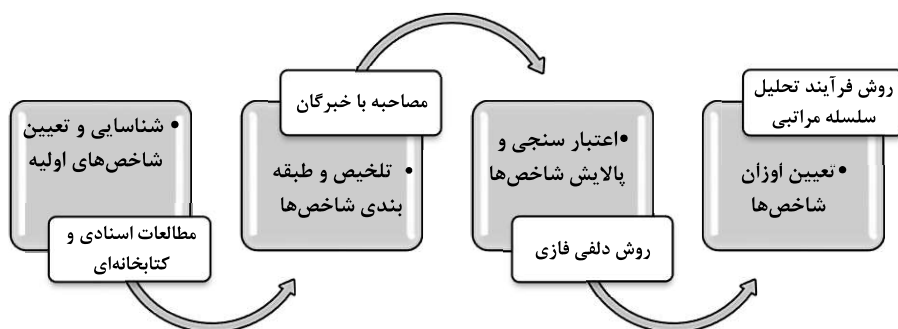 • شناسایی و تعیین
شاخص‌های اولیه
مطالعات اسنادی و
کتابخانه‌ای
مصاحبه با خبرگان
• تلخیص و طبقه
بندی شاخص‌ها
•اعتبار سنجی و
پالایش شاخص‌ها
روش دلفی فازی
روش فرآیند تحلیل
سلسله مراتبی
•تعیین اوزان
شاخص‌ها